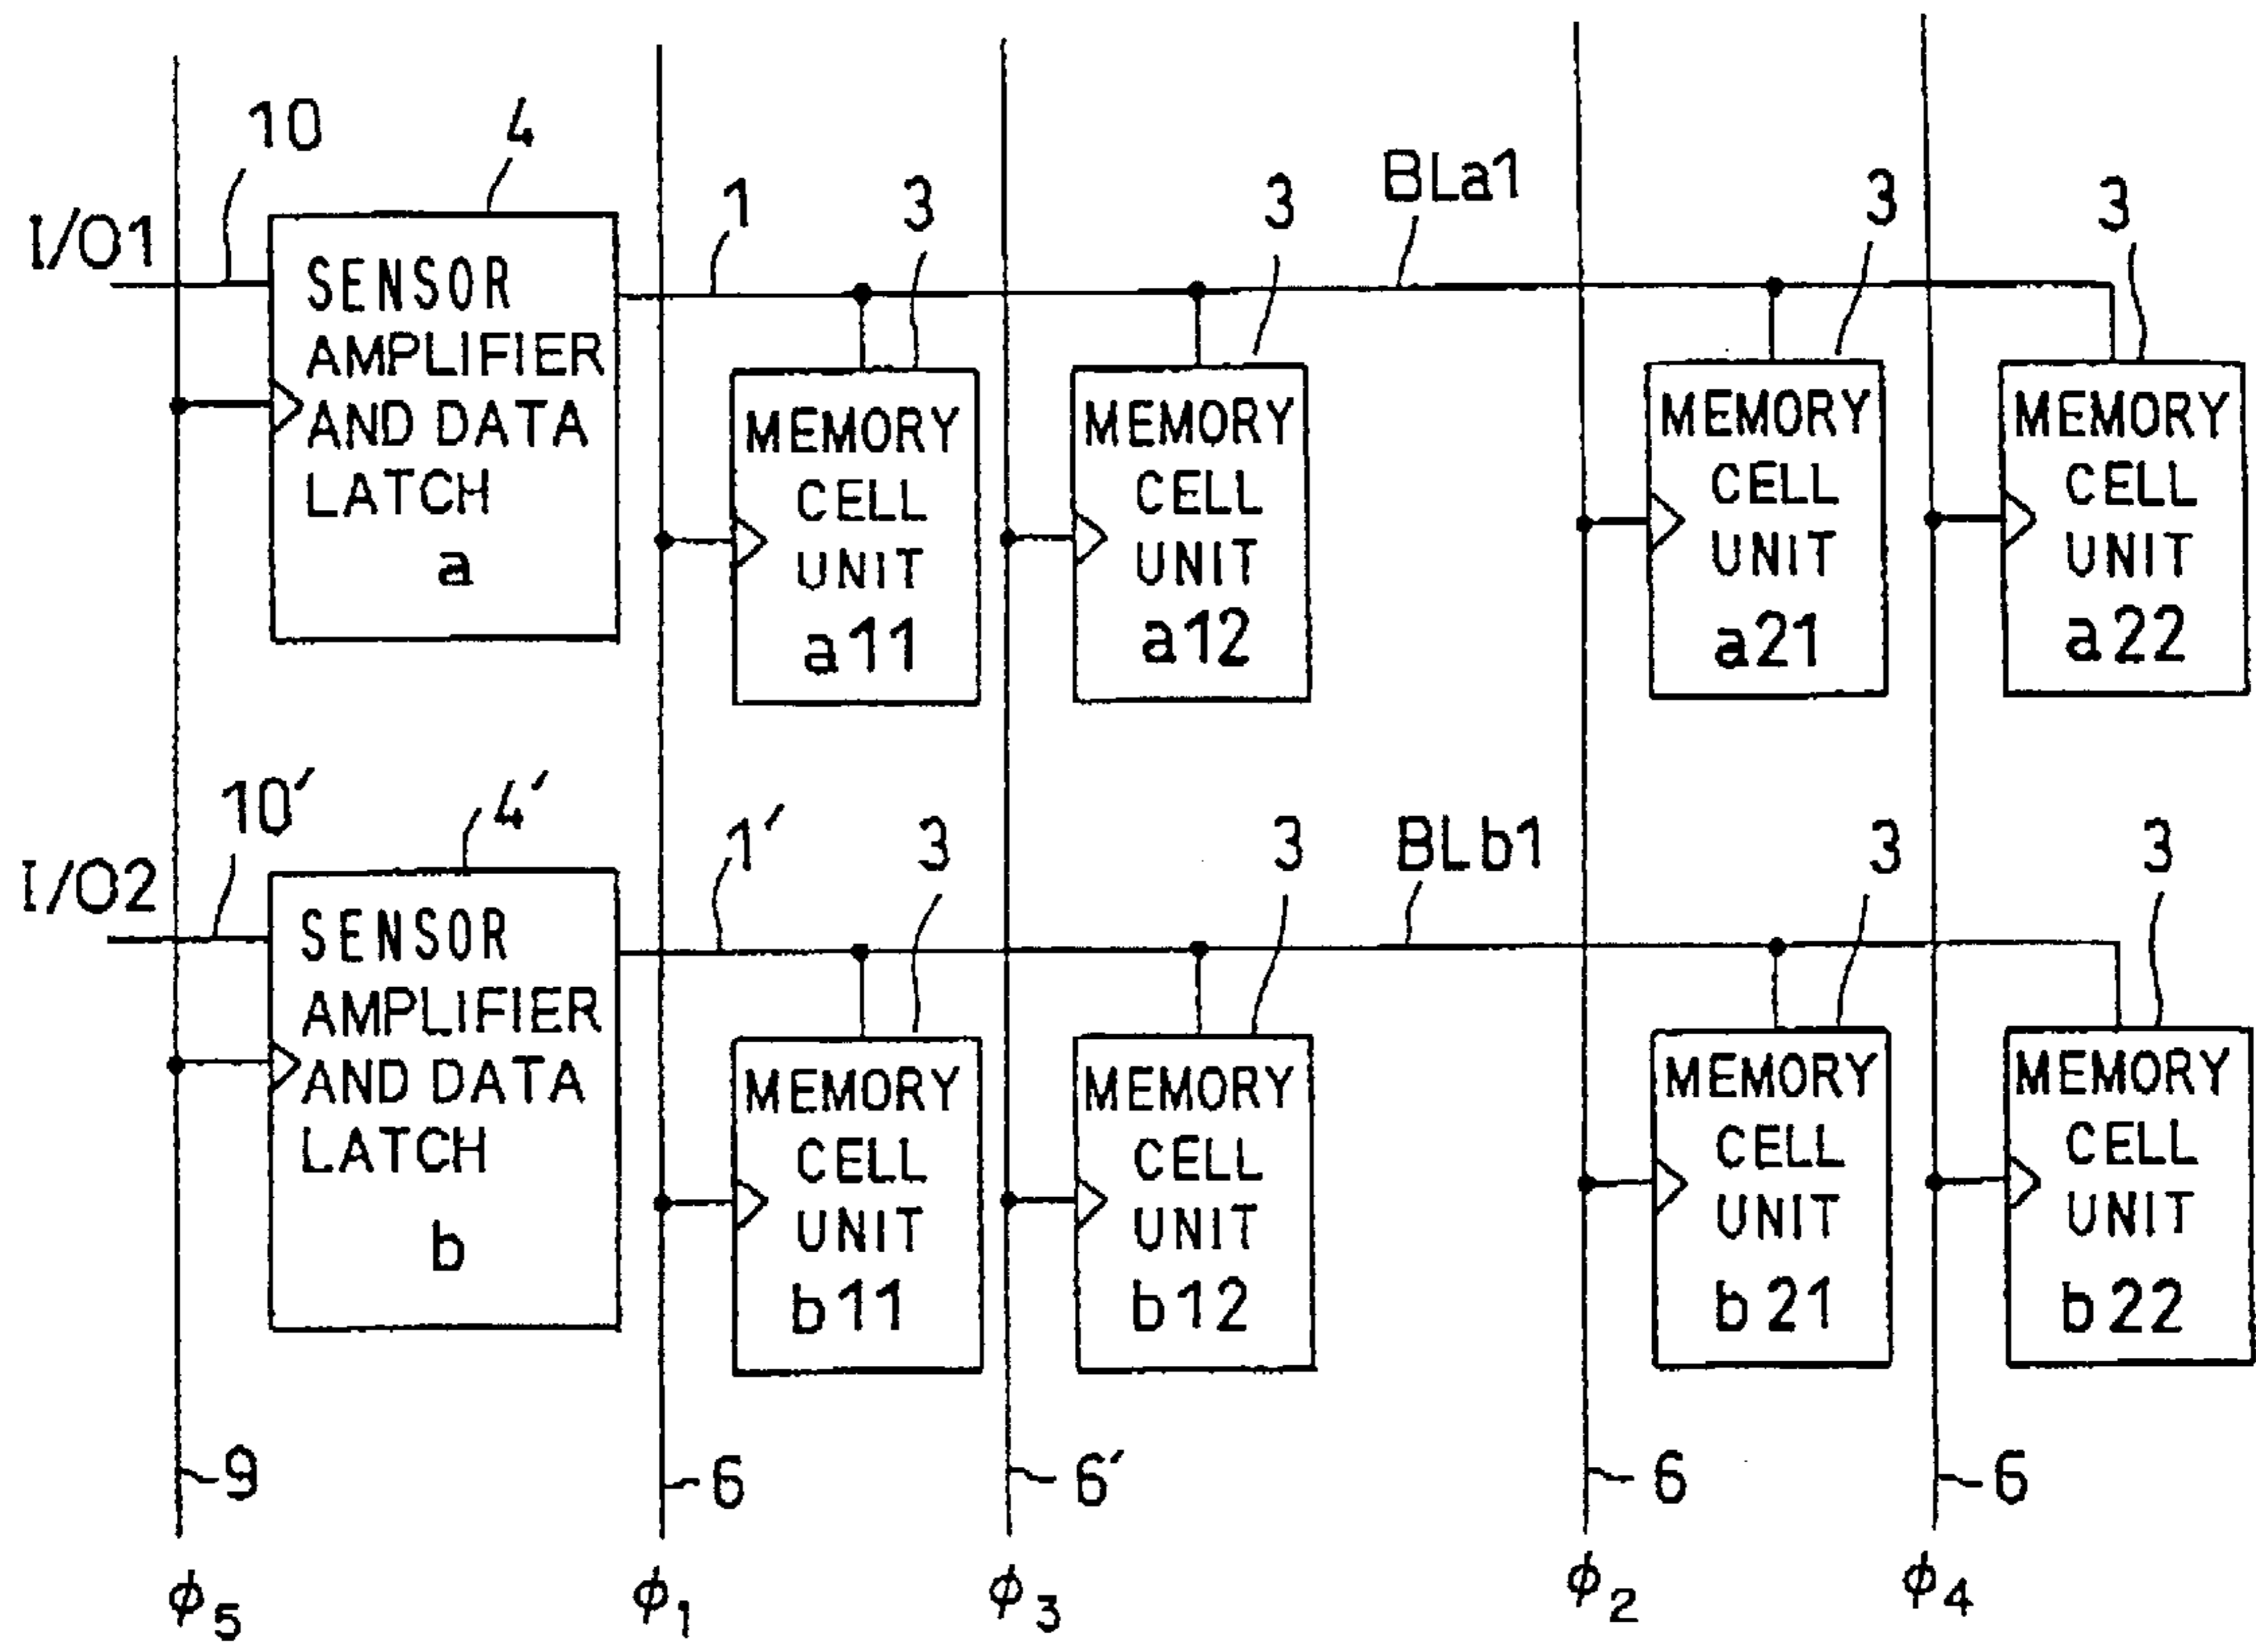 10
4
1
3
3
BLa1
3
3
I/O1
SENSOR
AMPLIFIER
AND DATA
LATCH
a
MEMORY
CELL
UNIT
a11
MEMORY
CELL
UNIT
a12
MEMORY
CELL
UNIT
a21
MEMORY
CELL
UNIT
a22
10′
4′
1′
3
3
BLb1
3
3
I/O2
SENSOR
AMPLIFIER
AND DATA
LATCH
b
MEMORY
CELL
UNIT
b11
MEMORY
CELL
UNIT
b12
MEMORY
CELL
UNIT
b21
MEMORY
CELL
UNIT
b22
9
6
6′
6
6
ϕ5
ϕ1
ϕ3
ϕ2
ϕ4